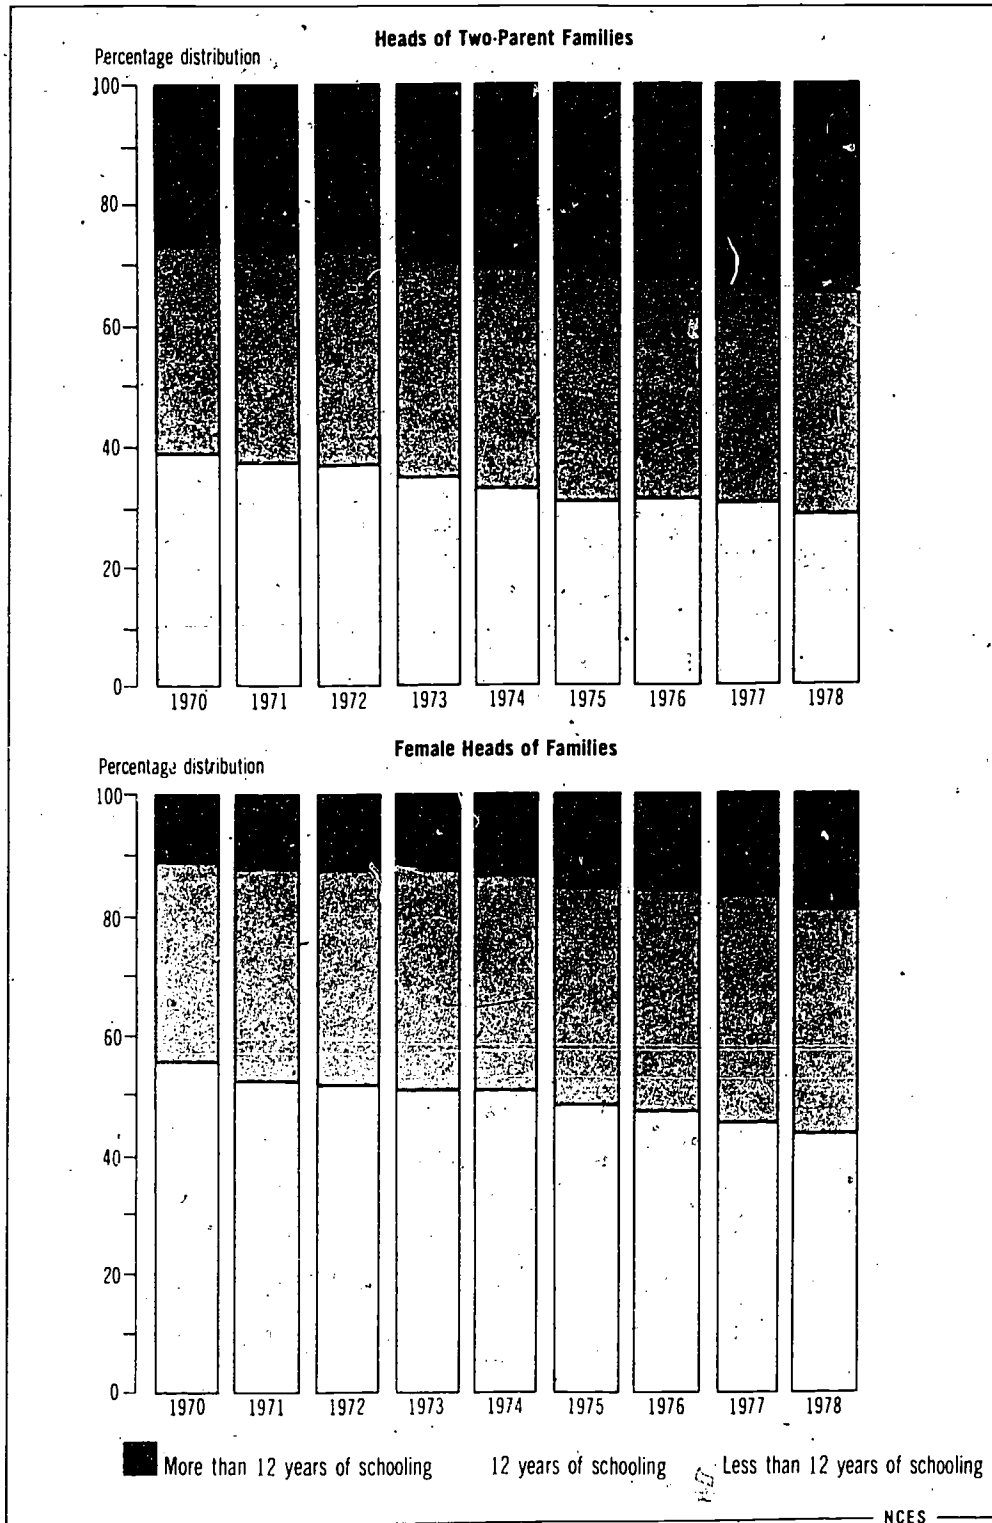 Heads of Two-Parent Families
Percentage distribution
100
80
60
40
20
0
1970 1971 1972 1973 1974 1975 1976 1977 1978
Female Heads of Families
Percentage distribution
100
80
60
40
20
0
1970 1971 1972 1973 1974 1975 1976 1977 1978
More than 12 years of schooling 12 years of schooling Less than 12 years of schooling
NCES